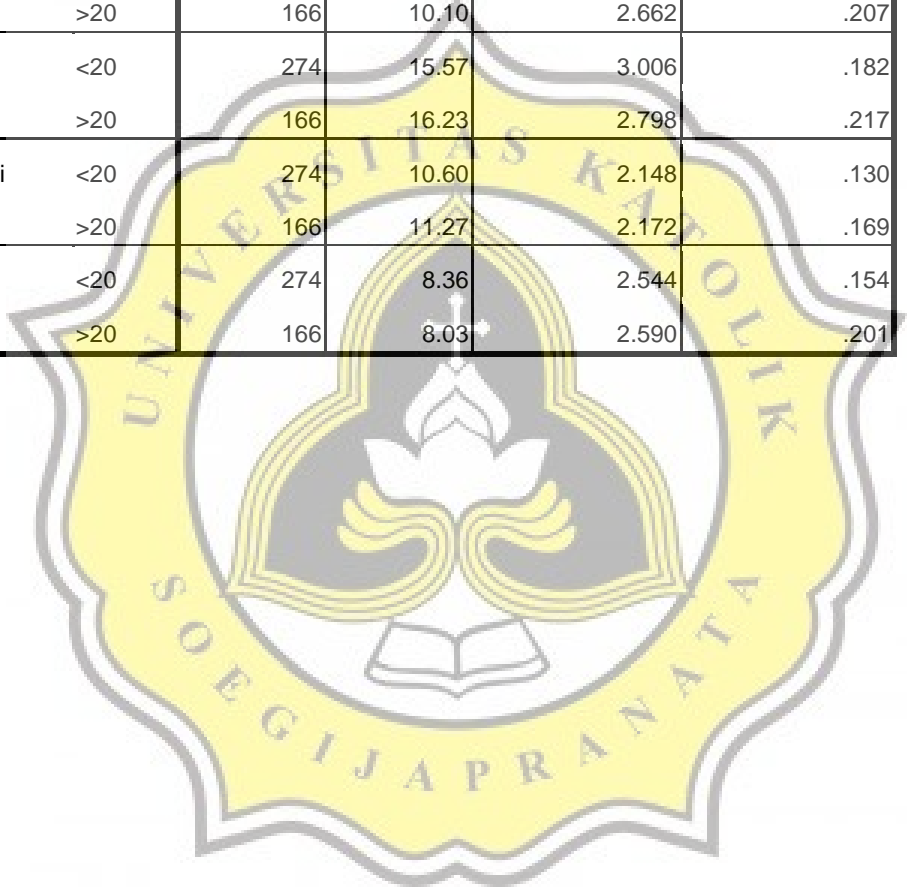 >20 166 10.10 2.662 .207
<20 274 15.57 3.006 .182
>20 166 16.23 2.798 .217
i <20 274 10.60 2.148 .130
>20 166 11.27 2.172 .169
<20 274 8.36 2.544 .154
>20 166 8.03 2.590 .201
UNIVERSITAS KATOLIK
SOEGIJAPRANATA